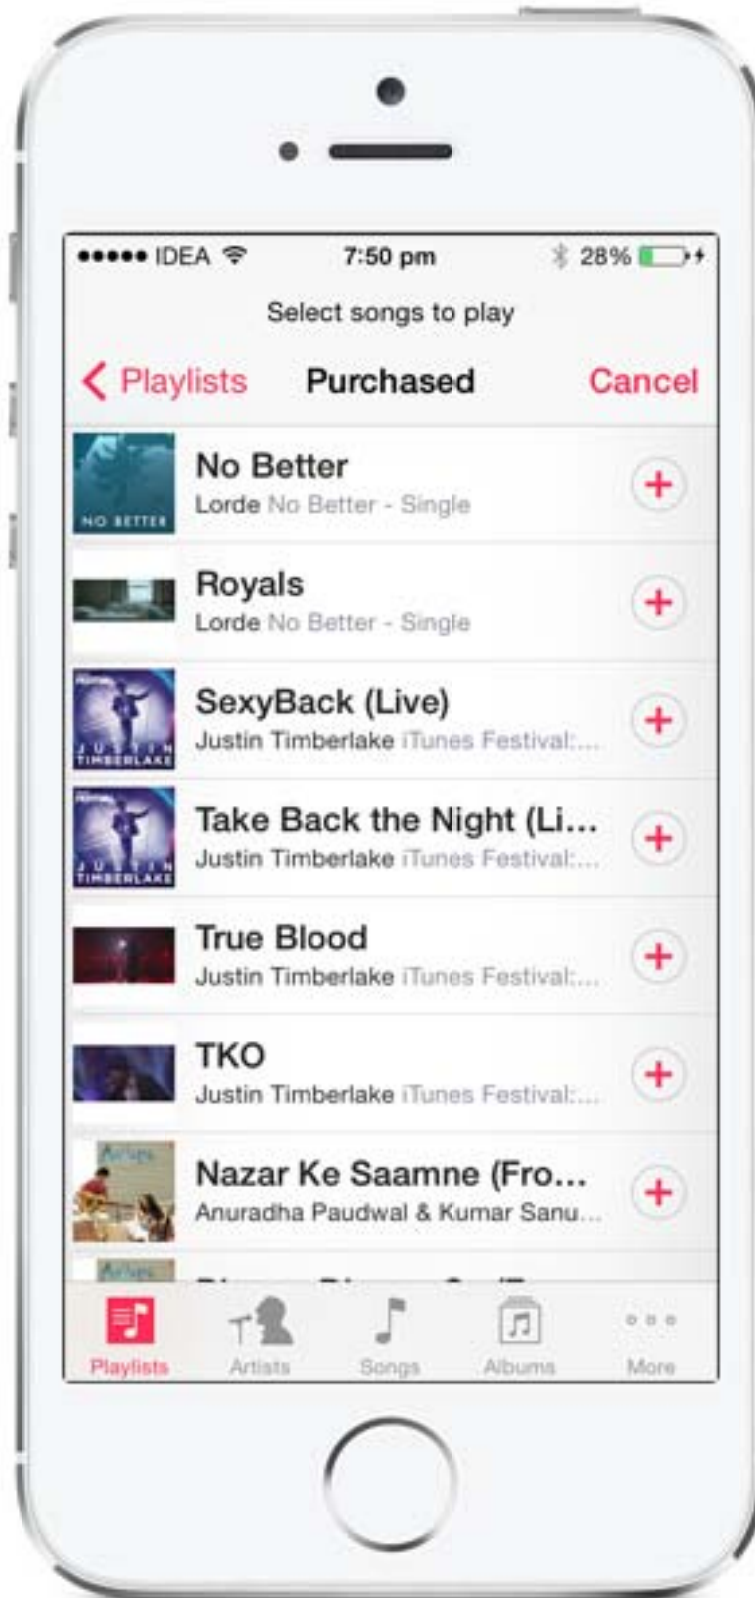 IDEA 7:50 pm 28%
Select songs to play
Playlists Purchased Cancel
NO BETTER
No Better
Lorde No Better - Single
Royals
Lorde No Better - Single
JUSTIN
TIMBERLAKE
SexyBack (Live)
Justin Timberlake iTunes Festival:...
JUSTIN
TIMBERLAKE
Take Back the Night (Li...
Justin Timberlake iTunes Festival:...
True Blood
Justin Timberlake iTunes Festival:...
TKO
Justin Timberlake iTunes Festival:...
Nazar Ke Saamne (Fro...
Anuradha Paudwal & Kumar Sanu...
Playlists Artists Songs Albums More